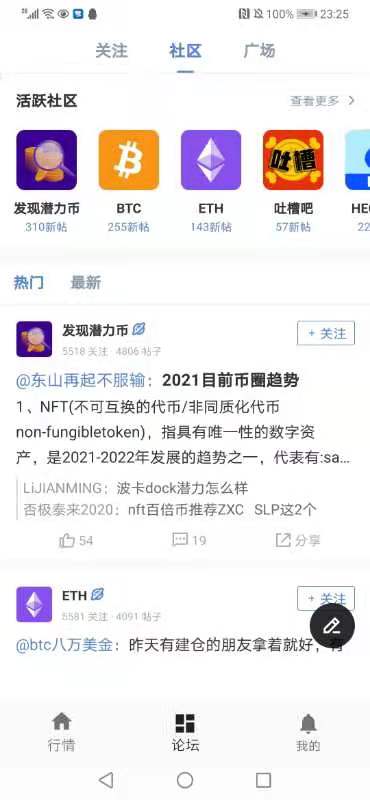 100% 23:25
关注 社区 广场
活跃社区 查看更多
吐槽
发现潜力币 BTC ETH 吐槽吧 HE
310新帖 255新帖 143新帖 57新帖 22
热门 最新
发现潜力币 + 关注
5518 关注 · 4806 帖子
@东山再起不服输：2021目前币圈趋势
1、NFT(不可互换的代币/非同质化代币
non-fungibletoken)，指具有唯一性的数字资
产，是2021-2022年发展的趋势之一，代表有:sa...
LiJIANMING：波卡dock潜力怎么样
否极泰来2020：nft百倍币推荐ZXC SLP这2个
54 19 分享
ETH + 关注
5581 关注 · 4091 帖子
@btc八万美金：昨天有建仓的朋友拿着就好，有
行情 论坛 我的